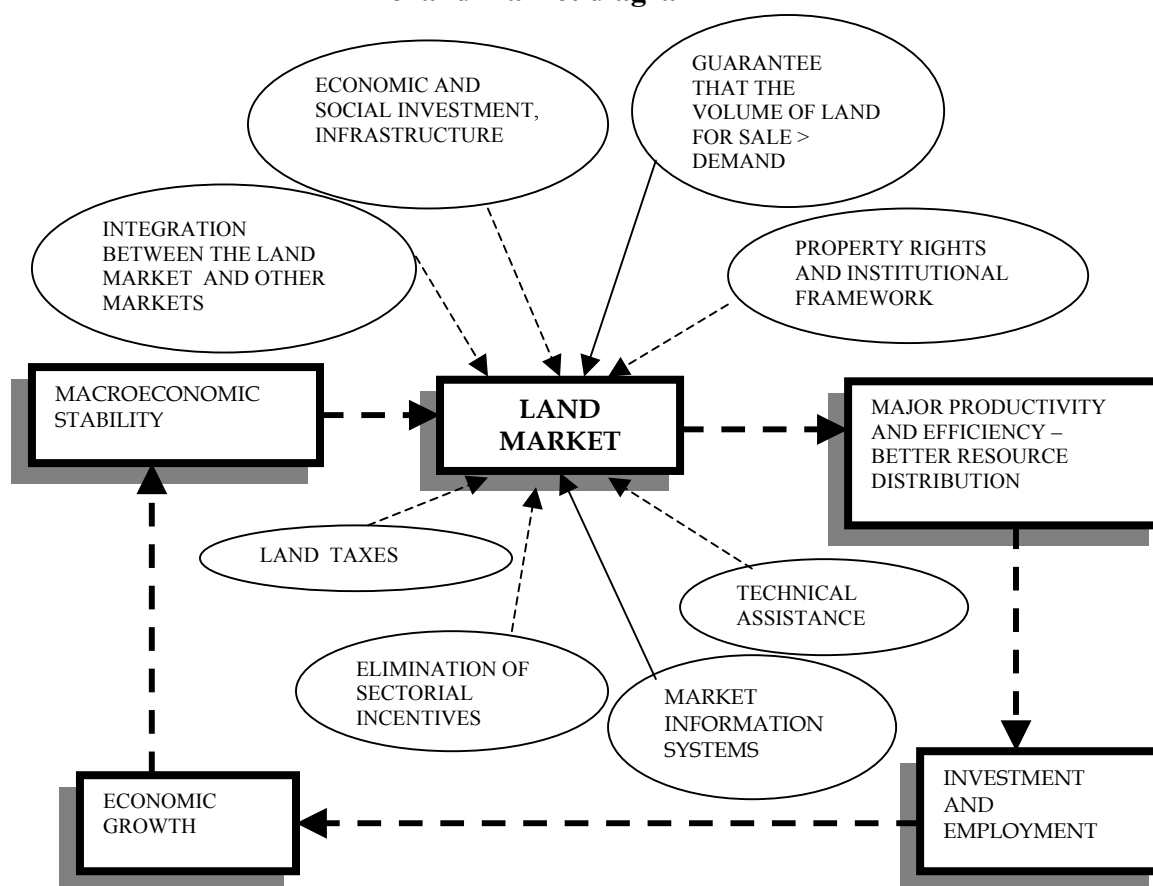 ECONOMIC AND
SOCIAL INVESTMENT,
INFRASTRUCTURE
GUARANTEE
THAT THE
VOLUME OF LAND
FOR SALE >
DEMAND
INTEGRATION
BETWEEN THE LAND
MARKET AND OTHER
MARKETS
PROPERTY RIGHTS
AND INSTITUTIONAL
FRAMEWORK
MACROECONOMIC
STABILITY
LAND
MARKET
MAJOR PRODUCTIVITY
AND EFFICIENCY –
BETTER RESOURCE
DISTRIBUTION
LAND TAXES
TECHNICAL
ASSISTANCE
ELIMINATION OF
SECTORIAL
INCENTIVES
MARKET
INFORMATION
SYSTEMS
ECONOMIC
GROWTH
INVESTMENT
AND
EMPLOYMENT